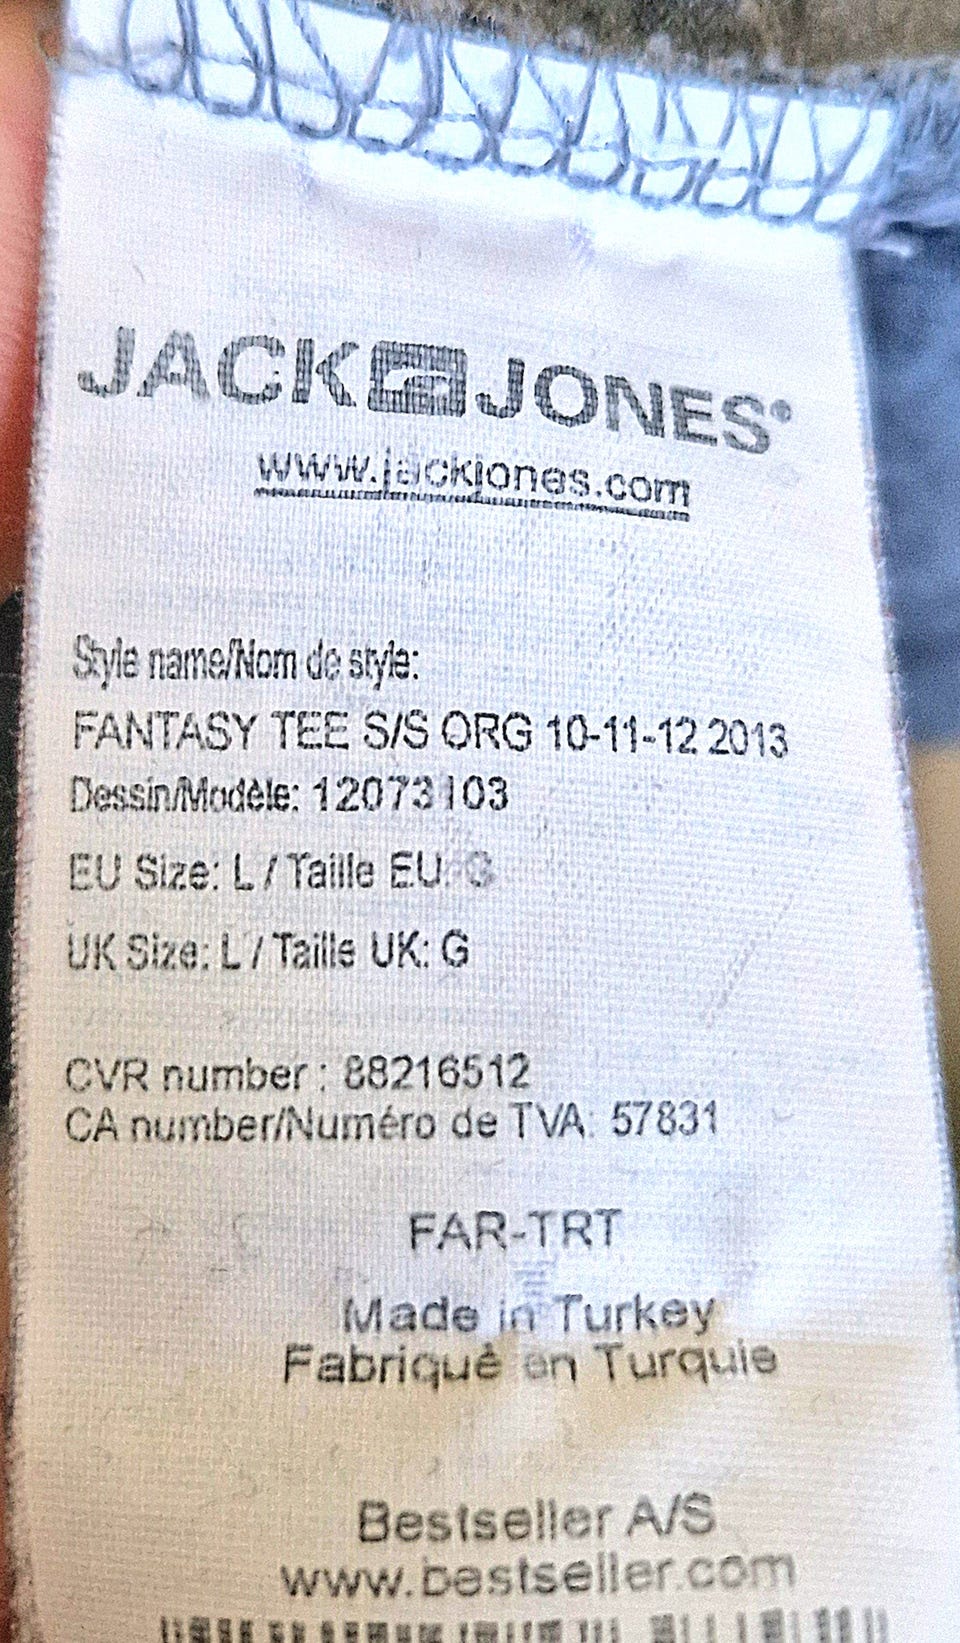 JACK JONES®
www.jackjones.com
Style name/Nom de style:
FANTASY TEE S/S ORG 10-11-12 2013
Dessin/Modèle: 12073103
EU Size: L / Taille EU: G
UK Size: L / Taille UK: G
CVR number : 88216512
CA number/Numéro de TVA: 57831
FAR-TRT
Made in Turkey
Fabriqué en Turquie
Bestseller A/S
www.bestseller.com